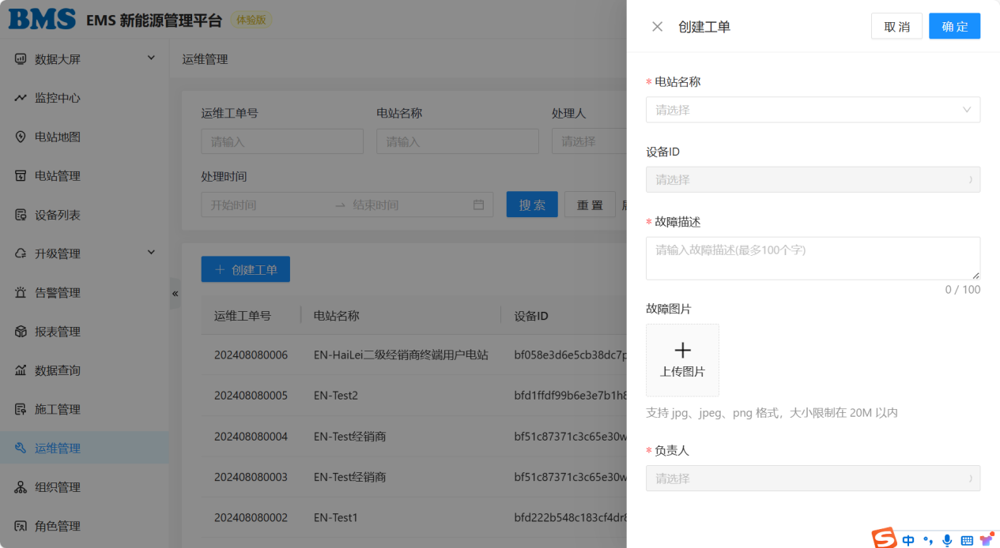 BMS EMS 新能源管理平台 体验版
数据大屏
监控中心
电站地图
电站管理
设备列表
升级管理
告警管理
报表管理
数据查询
施工管理
运维管理
组织管理
角色管理
运维管理
运维工单号 电站名称 处理人
请输入 请输入 请选择
处理时间
开始时间 → 结束时间 搜 索 重 置
+ 创建工单
«
运维工单号 电站名称 设备ID
202408080006 EN-HaiLei二级经销商终端用户电站 bf058e3d6e5cb38dc7p
202408080005 EN-Test2 bfd1ffdf99b6e3e7b1h8
202408080004 EN-Test经销商 bf51c87371c3c65e30w
202408080003 EN-Test经销商 bf51c87371c3c65e30w
202408080002 EN-Test1 bfd222b548c183cf4dr8
创建工单 取 消 确 定
* 电站名称
请选择
设备ID
请选择
* 故障描述
请输入故障描述(最多100个字)
0 / 100
故障图片
上传图片
支持 jpg、jpeg、png 格式，大小限制在 20M 以内
* 负责人
请选择
S 中